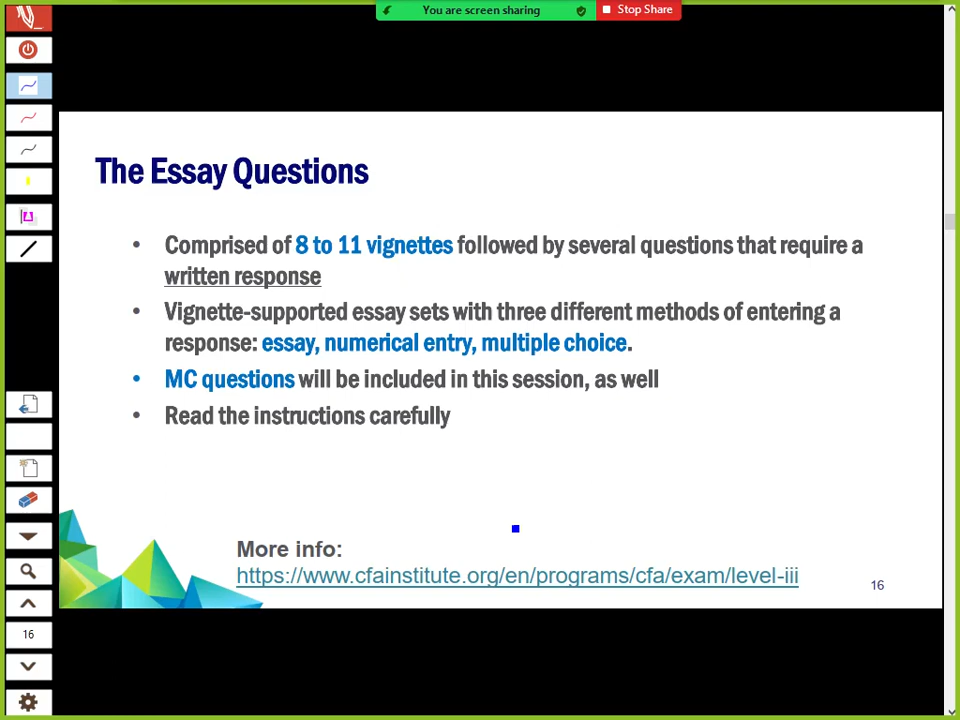 You are screen sharing
Stop Share
The Essay Questions
• Comprised of 8 to 11 vignettes followed by several questions that require a
written response
• Vignette-supported essay sets with three different methods of entering a
response: essay, numerical entry, multiple choice.
• MC questions will be included in this session, as well
• Read the instructions carefully
More info:
https://www.cfainstitute.org/en/programs/cfa/exam/level-iii
16
16